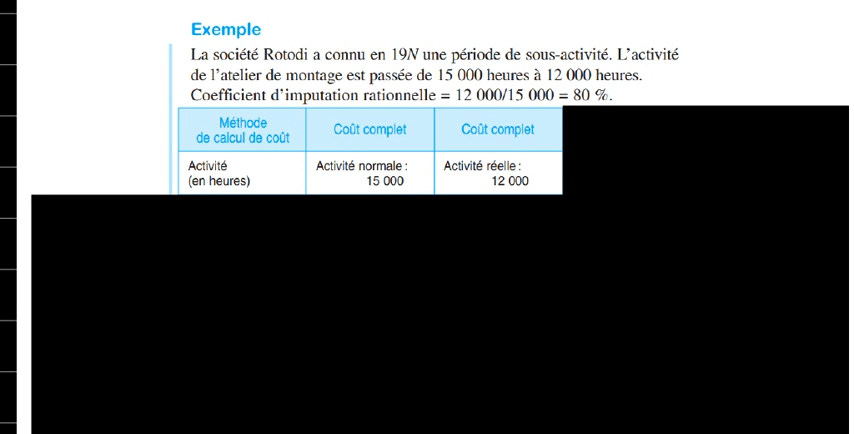 Exemple
La société Rotodi a connu en 19N une période de sous-activité. L'activité
de l'atelier de montage est passée de 15 000 heures à 12 000 heures.
Coefficient d'imputation rationnelle = 12 000/15 000 = 80 %.
Méthode
de calcul de coût
Coût complet
Coût complet
Activité
(en heures)
Activité normale :
15 000
Activité réelle :
12 000